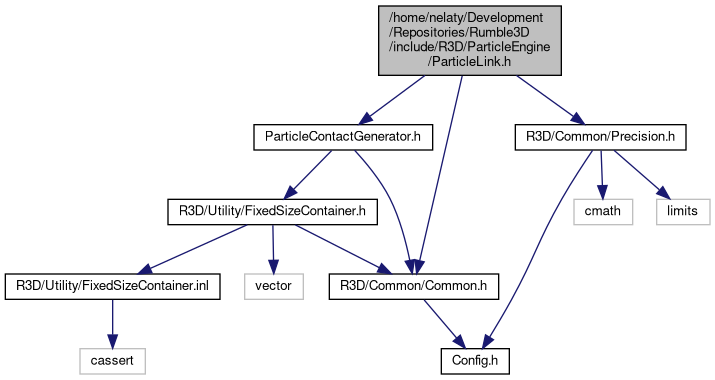 /home/nelaty/Development
/Repositories/Rumble3D
/include/R3D/ParticleEngine
/ParticleLink.h
ParticleContactGenerator.h
R3D/Common/Precision.h
R3D/Utility/FixedSizeContainer.h
cmath
limits
R3D/Utility/FixedSizeContainer.inl
vector
R3D/Common/Common.h
cassert
Config.h